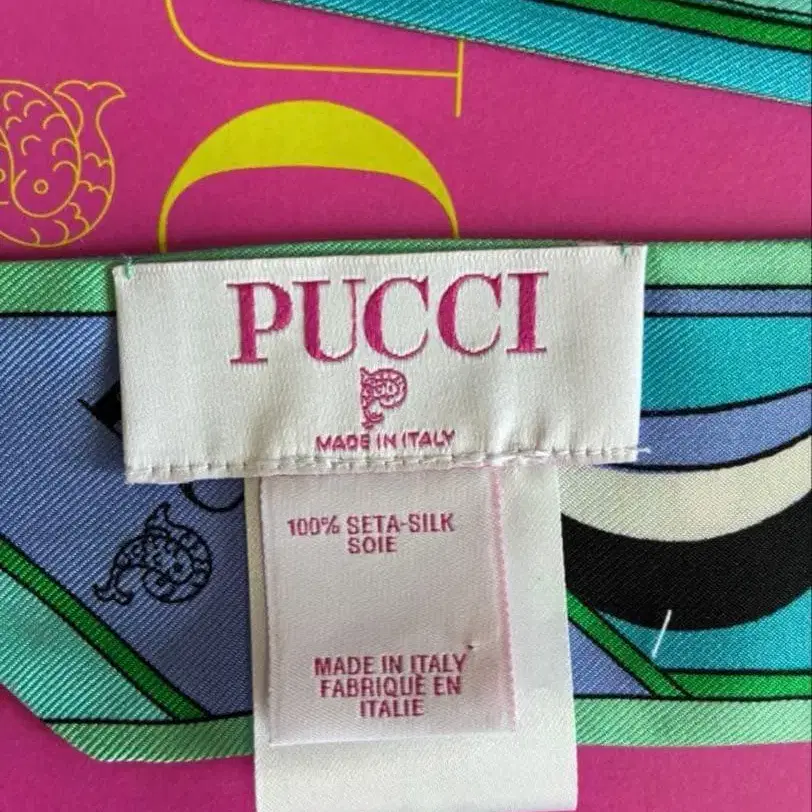 PUCCI
MADE IN ITALY
100% SETA-SILK
SOIE
MADE IN ITALY
FABRIQUÈ EN
ITALIE